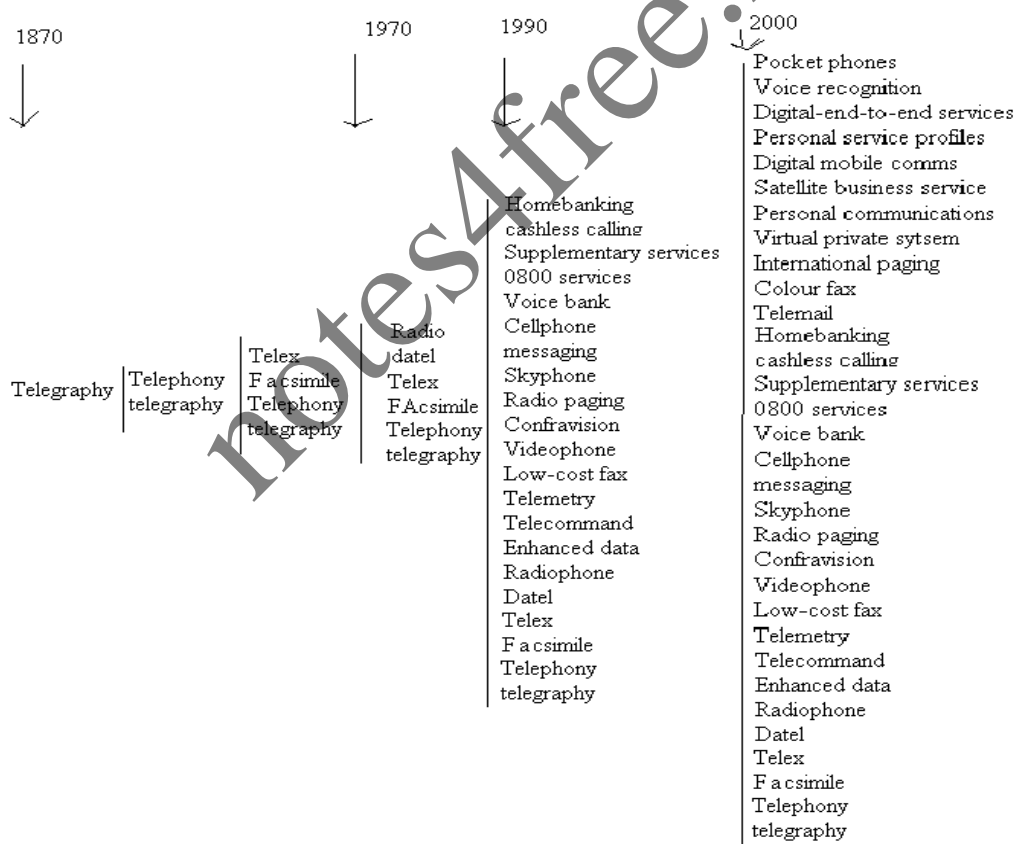 1870
1970
1990
2000
Telegraphy
Telephony
telegraphy
Telex
Facsimile
Telephony
telegraphy
Radio
datel
Telex
FAcsimile
Telephony
telegraphy
Homebanking
cashless calling
Supplementary services
0800 services
Voice bank
Cellphone
messaging
Skyphone
Radio paging
Confravision
Videophone
Low-cost fax
Telemetry
Telecommand
Enhanced data
Radiophone
Datel
Telex
Facsimile
Telephony
telegraphy
Pocket phones
Voice recognition
Digital-end-to-end services
Personal service profiles
Digital mobile comms
Satellite business service
Personal communications
Virtual private sytsem
International paging
Colour fax
Telemail
Homebanking
cashless calling
Supplementary services
0800 services
Voice bank
Cellphone
messaging
Skyphone
Radio paging
Confravision
Videophone
Low-cost fax
Telemetry
Telecommand
Enhanced data
Radiophone
Datel
Telex
Facsimile
Telephony
telegraphy
notes4free.